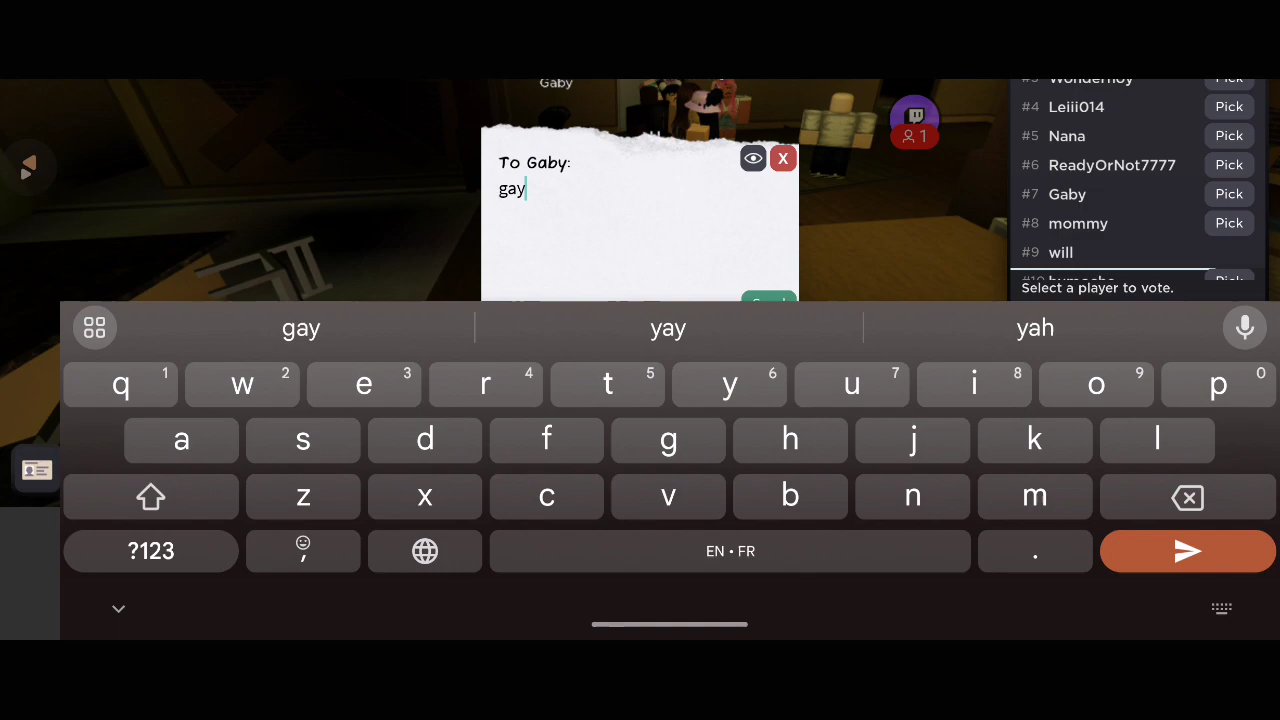 Gaby
To Gaby:
gay
1
Pick
#4 Leiii014 Pick
#5 Nana Pick
#6 ReadyOrNot7777 Pick
#7 Gaby Pick
#8 mommy Pick
#9 will
Select a player to vote.
gay yay yah
q 1 w 2 e 3 r 4 t 5 y 6 u 7 i 8 o 9 p 0
a s d f g h j k l
z x c v b n m
?123 , EN • FR .